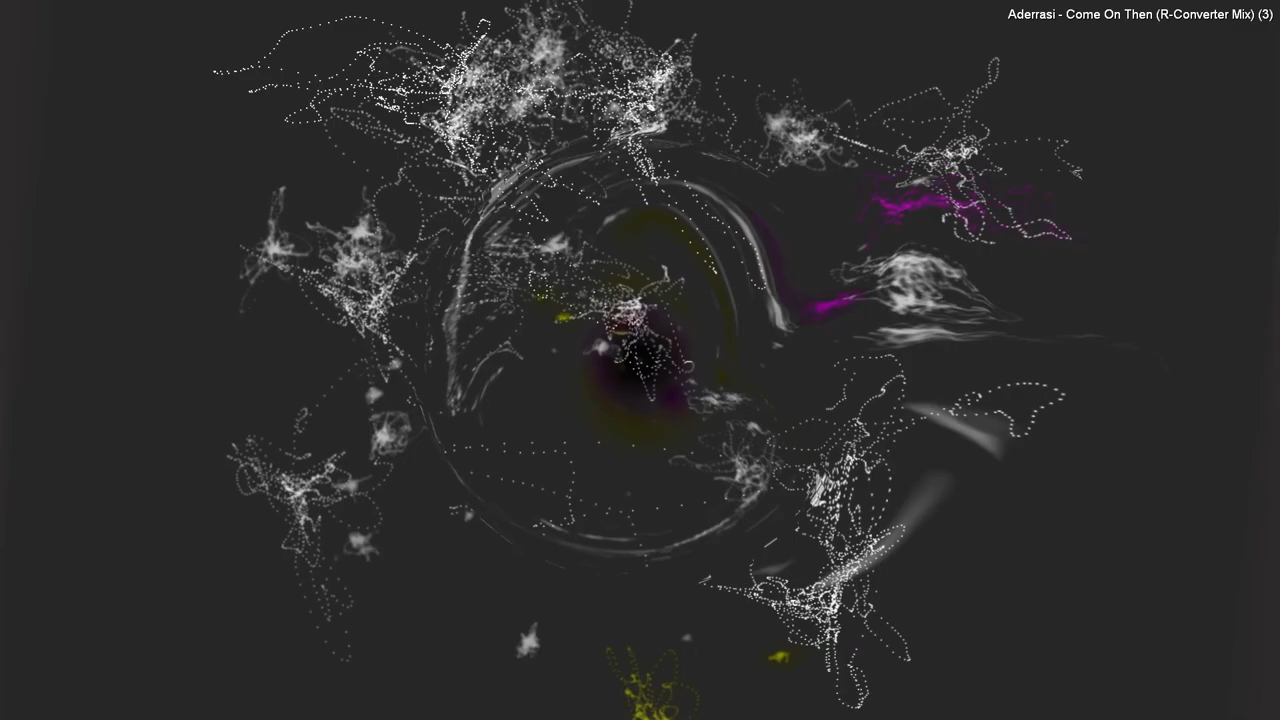 Aderrasi - Come On Then (R-Converter Mix) (3)